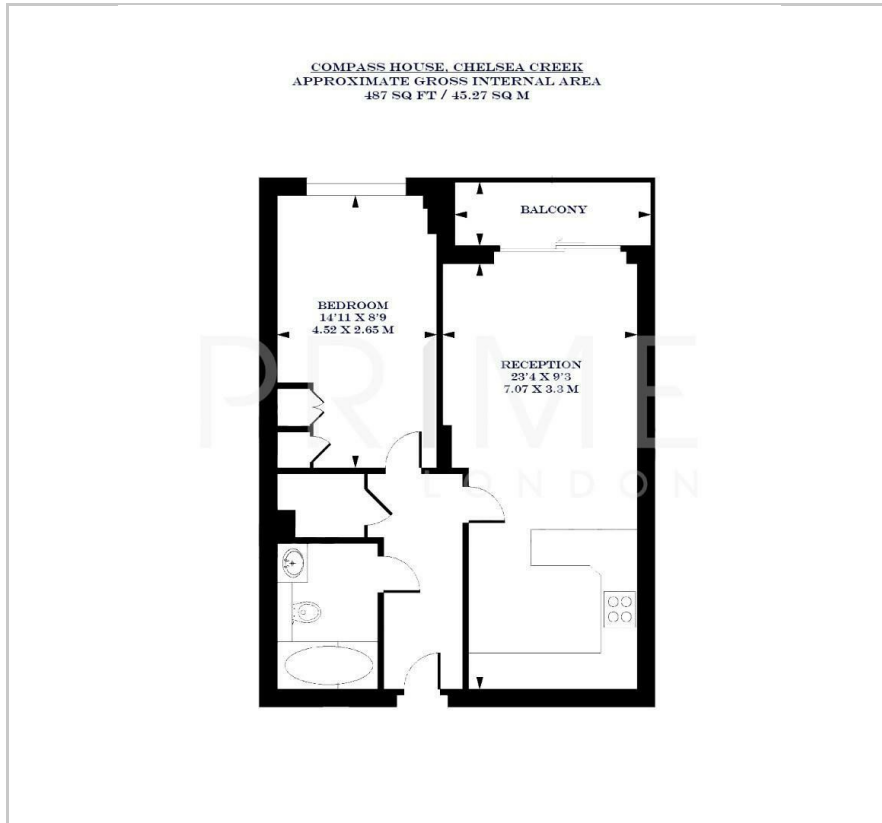 COMPASS HOUSE, CHELSEA CREEK
APPROXIMATE GROSS INTERNAL AREA
487 SQ FT / 45.27 SQ M
BALCONY
BEDROOM
14'11 X 8'9
4.52 X 2.65 M
RECEPTION
23'4 X 9'3
7.07 X 3.3 M
PRIME
LONDON